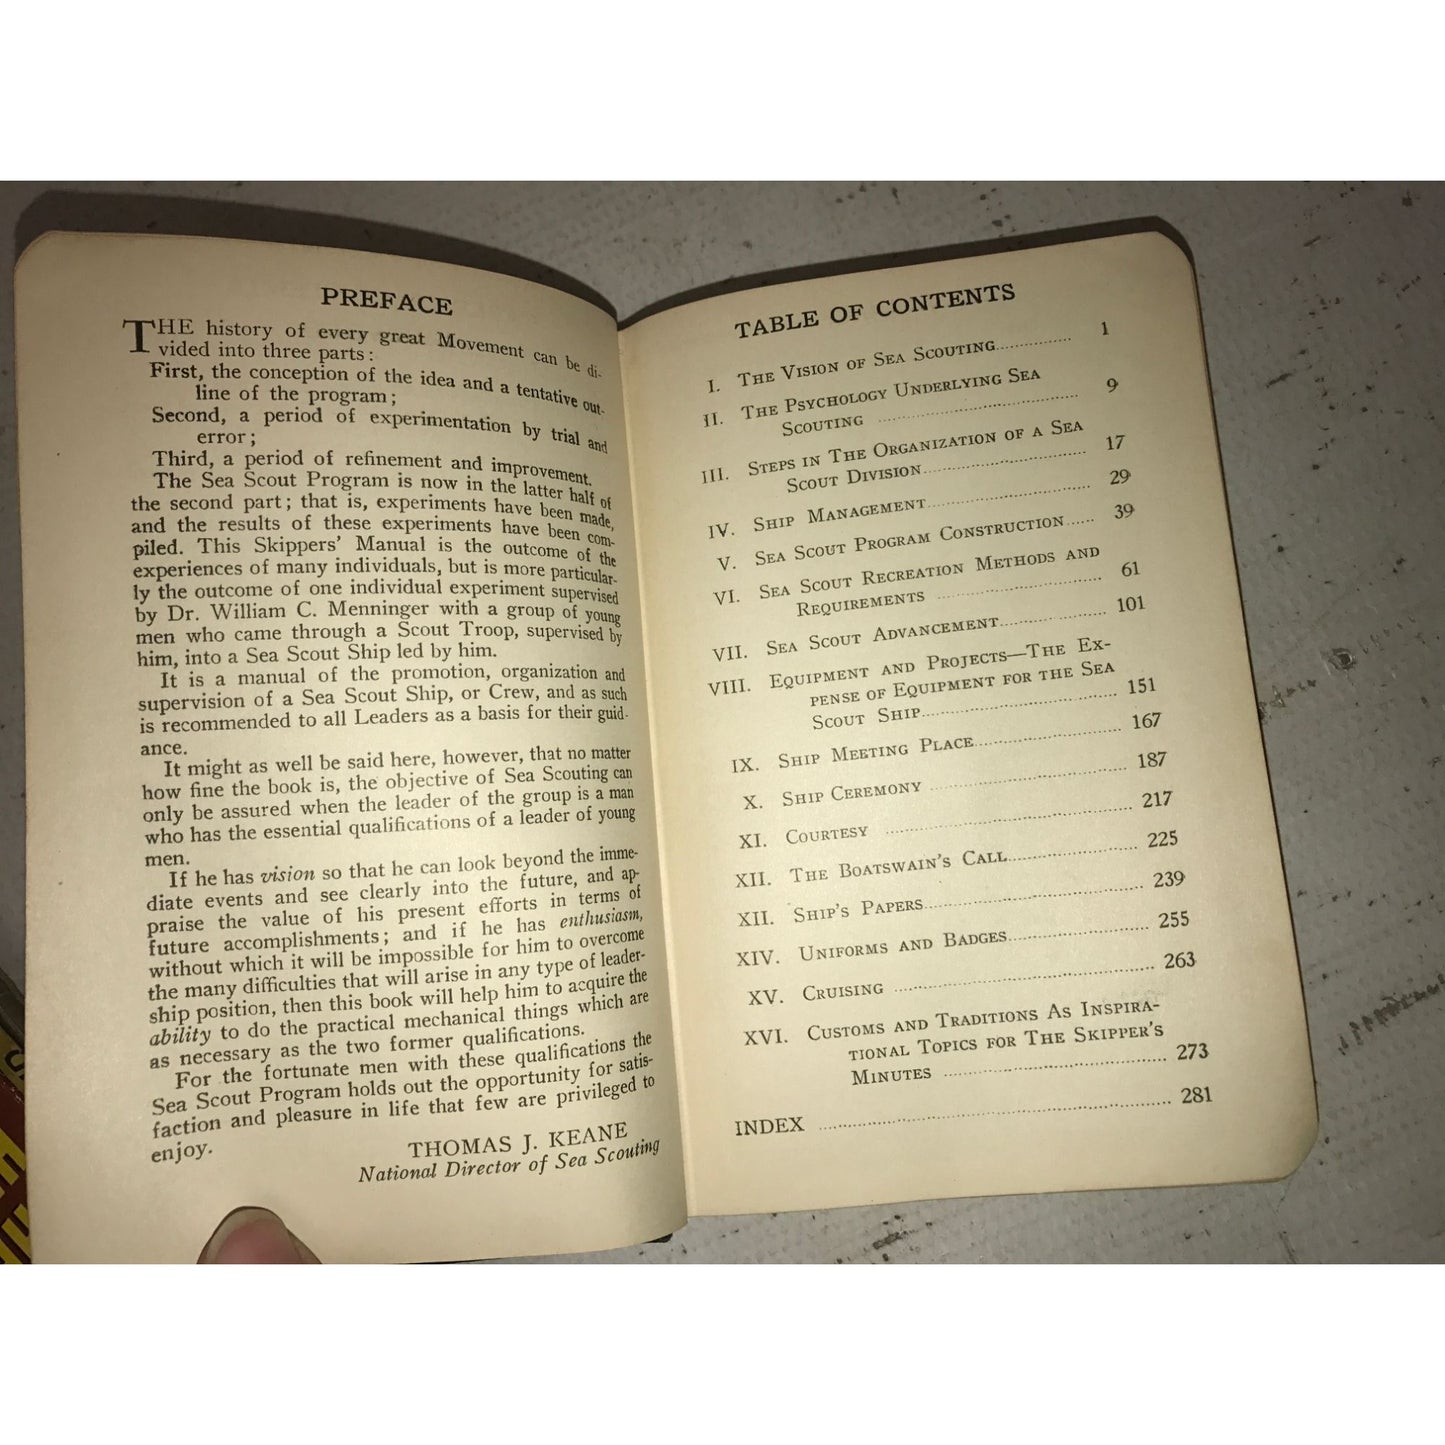 PREFACE
THE history of every great Movement can be di-
vided into three parts:
First, the conception of the idea and a tentative out-
line of the program;
Second, a period of experimentation by trial and
error;
Third, a period of refinement and improvement.
The Sea Scout Program is now in the latter half of
the second part; that is, experiments have been made,
and the results of these experiments have been com-
piled. This Skippers' Manual is the outcome of the
experiences of many individuals, but is more particular-
ly the outcome of one individual experiment supervised
by Dr. William C. Menninger with a group of young
men who came through a Scout Troop, supervised by
him, into a Sea Scout Ship led by him.
It is a manual of the promotion, organization and
supervision of a Sea Scout Ship, or Crew, and as such
is recommended to all Leaders as a basis for their guid-
ance.
It might as well be said here, however, that no matter
how fine the book is, the objective of Sea Scouting can
only be assured when the leader of the group is a man
who has the essential qualifications of a leader of young
men.
If he has vision so that he can look beyond the imme-
diate events and see clearly into the future, and ap-
praise the value of his present efforts in terms of
future accomplishments; and if he has enthusiasm,
without which it will be impossible for him to overcome
the many difficulties that will arise in any type of leader-
ship position, then this book will help him to acquire the
ability to do the practical mechanical things which are
as necessary as the two former qualifications.
For the fortunate men with these qualifications the
Sea Scout Program holds out the opportunity for satis-
faction and pleasure in life that few are privileged to
enjoy.
THOMAS J. KEANE
National Director of Sea Scouting
TABLE OF CONTENTS
I. THE VISION OF SEA SCOUTING............... 1
II. THE PSYCHOLOGY UNDERLYING SEA
SCOUTING ............................... 9
III. STEPS IN THE ORGANIZATION OF A SEA
SCOUT DIVISION......................... 17
IV. SHIP MANAGEMENT......................... 29
V. SEA SCOUT PROGRAM CONSTRUCTION...... 39
VI. SEA SCOUT RECREATION METHODS AND
REQUIREMENTS ......................... 61
VII. SEA SCOUT ADVANCEMENT............... 101
VIII. EQUIPMENT AND PROJECTS—THE EX-
PENSE OF EQUIPMENT FOR THE SEA
SCOUT SHIP............................. 151
IX. SHIP MEETING PLACE..................... 167
X. SHIP CEREMONY ......................... 187
XI. COURTESY ............................... 217
XII. THE BOATSWAIN'S CALL................... 225
XII. SHIP'S PAPERS............................. 239
XIV. UNIFORMS AND BADGES................... 255
XV. CRUISING ............................... 263
XVI. CUSTOMS AND TRADITIONS AS INSPIRA-
TIONAL TOPICS FOR THE SKIPPER'S
MINUTES ............................... 273
INDEX ............................... 281